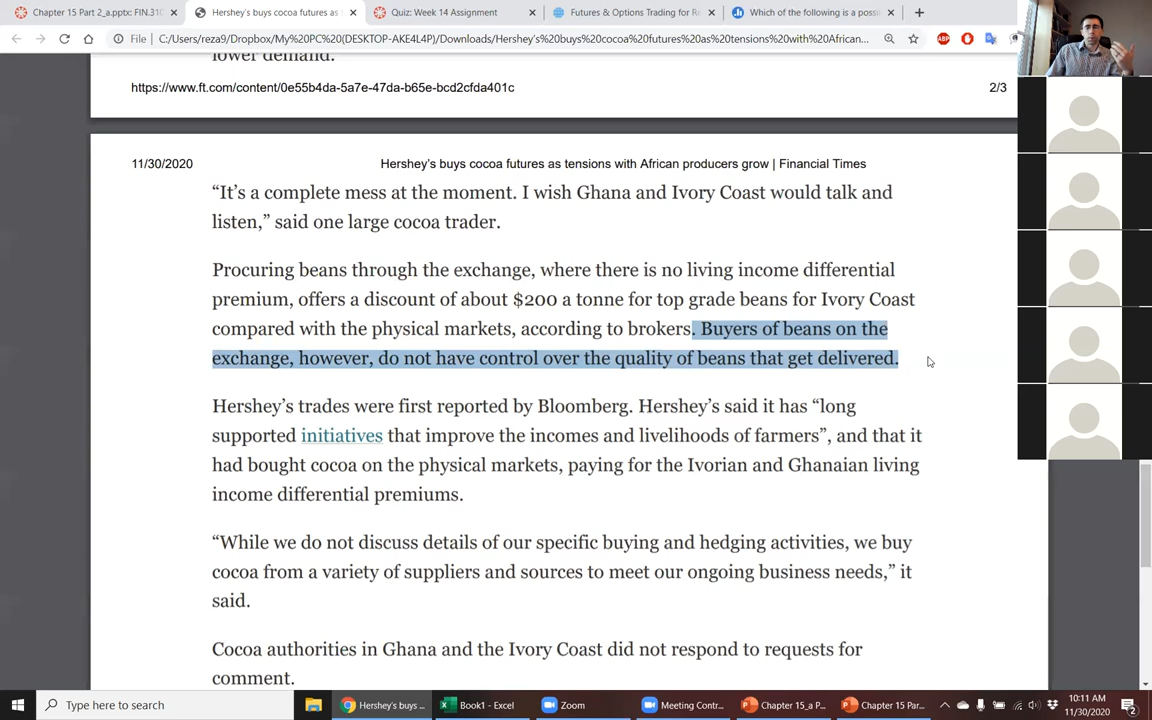 Chapter 15 Part 2_a.pptx: FIN.310
Hershey's buys cocoa futures as
Quiz: Week 14 Assignment
Futures & Options Trading for Ri
Which of the following is a possi
File
C:/Users/reza9/Dropbox/My%20PC%20(DESKTOP-AKE4L4P)/Downloads/Hershey's%20buys%20cocoa%20futures%20as%20tensions%20with%20African...
ABP
lower demand.
https://www.ft.com/content/0e55b4da-5a7e-47da-b65e-bcd2cfda401c
2/3
11/30/2020
Hershey's buys cocoa futures as tensions with African producers grow | Financial Times
“It’s a complete mess at the moment. I wish Ghana and Ivory Coast would talk and
listen,” said one large cocoa trader.
Procuring beans through the exchange, where there is no living income differential
premium, offers a discount of about $200 a tonne for top grade beans for Ivory Coast
compared with the physical markets, according to brokers. Buyers of beans on the
exchange, however, do not have control over the quality of beans that get delivered.
Hershey’s trades were first reported by Bloomberg. Hershey’s said it has “long
supported initiatives that improve the incomes and livelihoods of farmers”, and that it
had bought cocoa on the physical markets, paying for the Ivorian and Ghanaian living
income differential premiums.
“While we do not discuss details of our specific buying and hedging activities, we buy
cocoa from a variety of suppliers and sources to meet our ongoing business needs,” it
said.
Cocoa authorities in Ghana and the Ivory Coast did not respond to requests for
comment.
Type here to search
Hershey's buys ...
Book1 - Excel
Zoom
Meeting Contr...
Chapter 15_a P...
Chapter 15 Par...
10:11 AM
11/30/2020
2